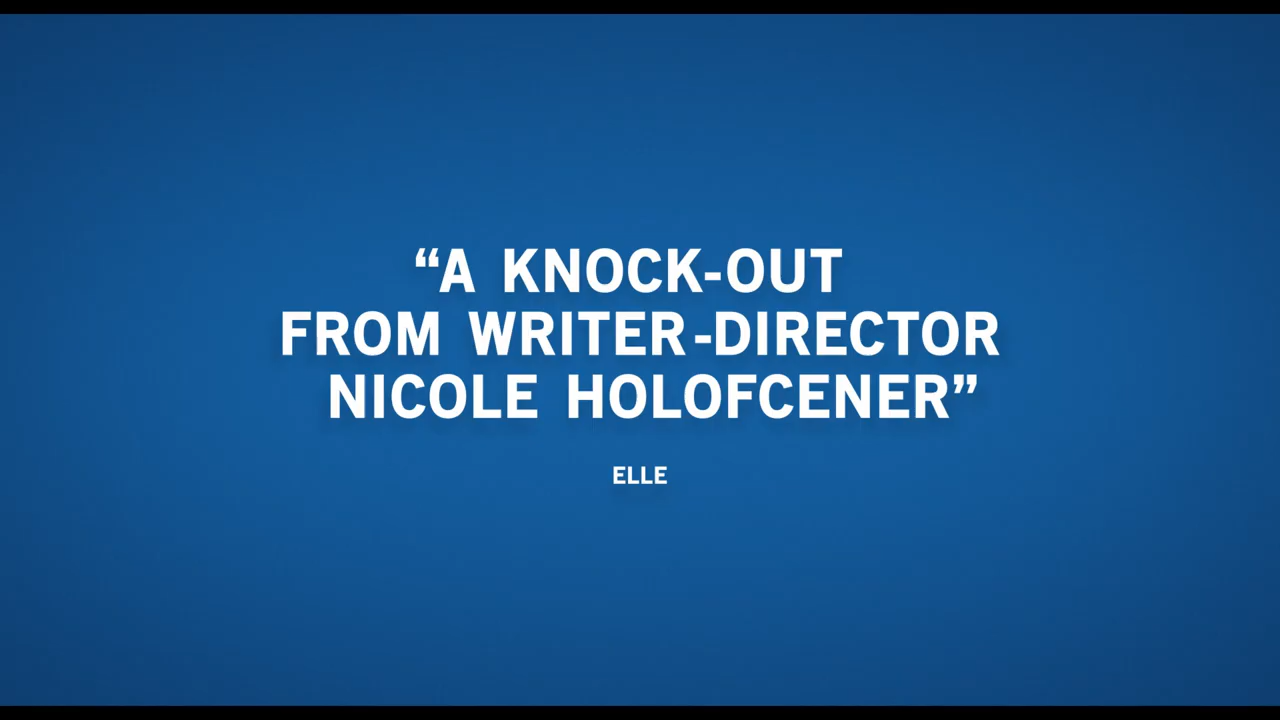 “A KNOCK-OUT
FROM WRITER-DIRECTOR
NICOLE HOLOFCENER”
ELLE